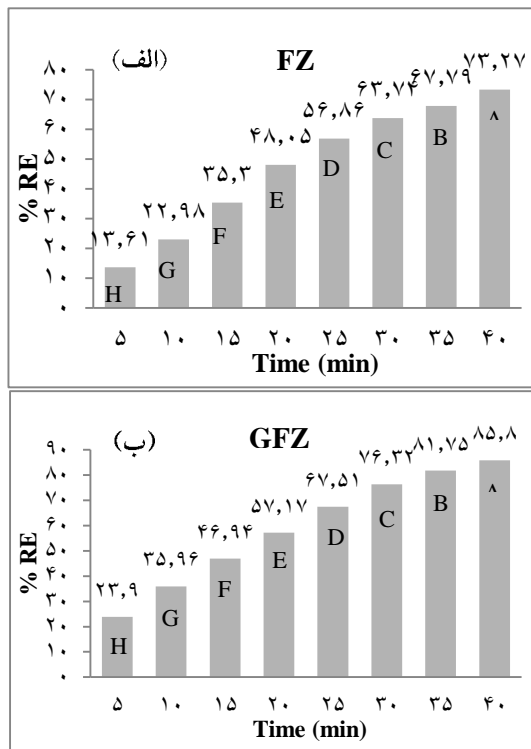 (الف) FZ
% RE
۸۰
۷۰
۶۰
۵۰
۴۰
۳۰
۲۰
۱۰
۰
۱۳,۶۱ ۲۲,۹۸ ۳۵,۳ ۴۸,۰۵ ۵۶,۸۶ ۶۳,۷۴ ۶۷,۷۹ ۷۳,۲۷
H G F E D C B ۸
۵ ۱۰ ۱۵ ۲۰ ۲۵ ۳۰ ۳۵ ۴۰
Time (min)
(ب) GFZ
% RE
۹۰
۸۰
۷۰
۶۰
۵۰
۴۰
۳۰
۲۰
۱۰
۰
۲۳,۹ ۳۵,۹۶ ۴۶,۹۴ ۵۷,۱۷ ۶۷,۵۱ ۷۶,۳۲ ۸۱,۷۵ ۸۵,۸
H G F E D C B ۸
۵ ۱۰ ۱۵ ۲۰ ۲۵ ۳۰ ۳۵ ۴۰
Time (min)